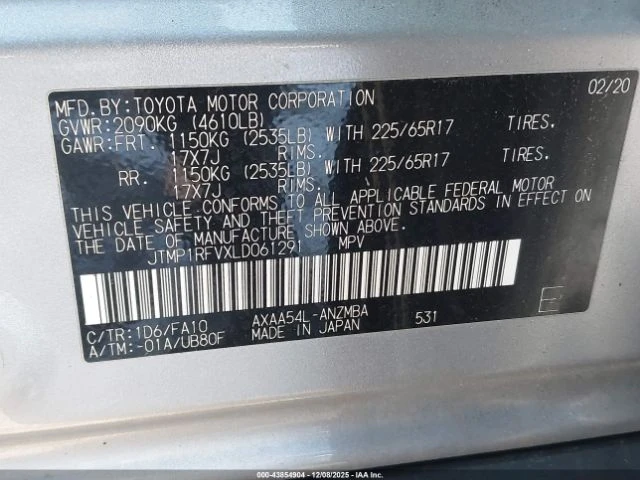 MFD.BY:TOYOTA MOTOR CORPORATION 02/20
GVWR:2090KG (4610LB)
GAWR:FRT. 1150KG (2535LB) WITH 225/65R17 TIRES.
17X7J RIMS.
RR. 1150KG (2535LB) WITH 225/65R17 TIRES.
17X7J RIMS.
THIS VEHICLE CONFORMS TO ALL APPLICABLE FEDERAL MOTOR
VEHICLE SAFETY AND THEFT PREVENTION STANDARDS IN EFFECT ON
THE DATE OF MANUFACTURE SHOWN ABOVE.
JTMP1RFVXLD061291 MPV
C/TR:1D6/FA10 AXAA54L-ANZMBA 531 E
A/TM:-01A/UB80F MADE IN JAPAN
000-43854904 | 12/08/2025 - IAA Corp.